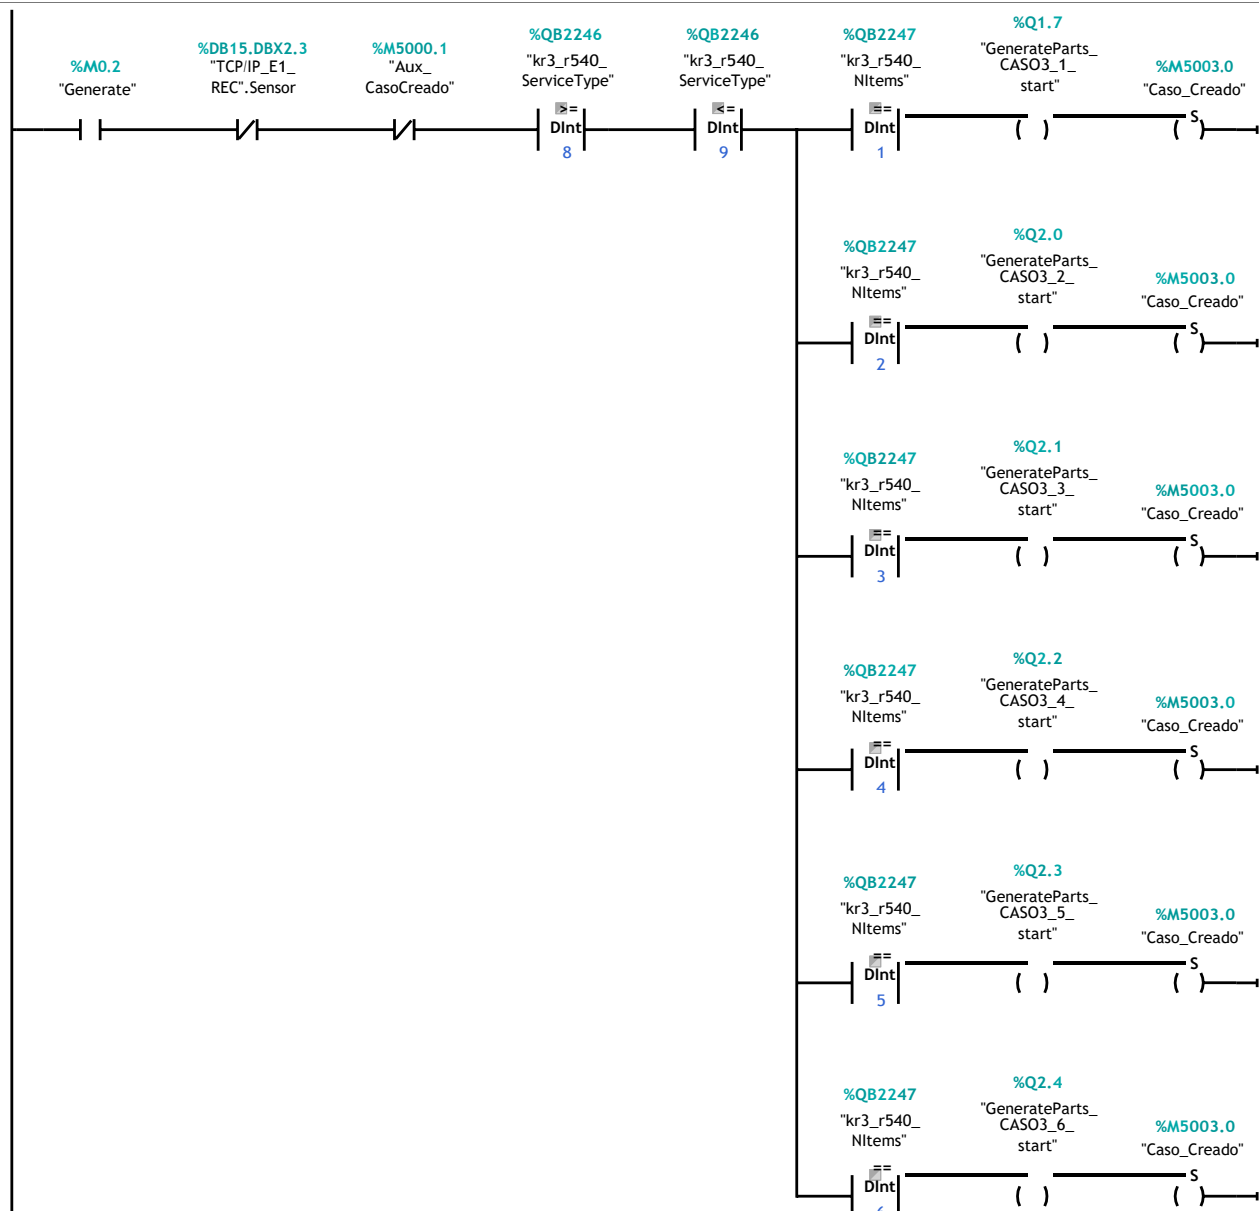 %M0.2
"Generate"
%DB15.DBX2.3
"TCP/IP_E1_
REC".Sensor
%M5000.1
"Aux_
CasoCreado"
%QB2246
"kr3_r540_
ServiceType"
>=
DInt
8
%QB2246
"kr3_r540_
ServiceType"
<=
DInt
9
%QB2247
"kr3_r540_
NItems"
==
DInt
1
%Q1.7
"GenerateParts_
CASO3_1_
start"
%M5003.0
"Caso_Creado"
S
%QB2247
"kr3_r540_
NItems"
==
DInt
2
%Q2.0
"GenerateParts_
CASO3_2_
start"
%M5003.0
"Caso_Creado"
S
%QB2247
"kr3_r540_
NItems"
==
DInt
3
%Q2.1
"GenerateParts_
CASO3_3_
start"
%M5003.0
"Caso_Creado"
S
%QB2247
"kr3_r540_
NItems"
==
DInt
4
%Q2.2
"GenerateParts_
CASO3_4_
start"
%M5003.0
"Caso_Creado"
S
%QB2247
"kr3_r540_
NItems"
==
DInt
5
%Q2.3
"GenerateParts_
CASO3_5_
start"
%M5003.0
"Caso_Creado"
S
%QB2247
"kr3_r540_
NItems"
==
DInt
%Q2.4
"GenerateParts_
CASO3_6_
start"
%M5003.0
"Caso_Creado"
S